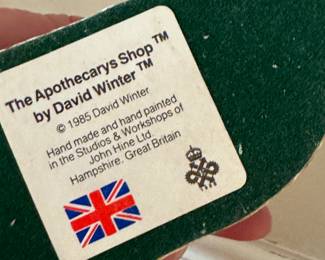 The Apothecarys Shop™
by David Winter™
© 1985 David Winter
Hand made and hand painted
in the Studios & Workshops of
John Hine Ltd.
Hampshire, Great Britain